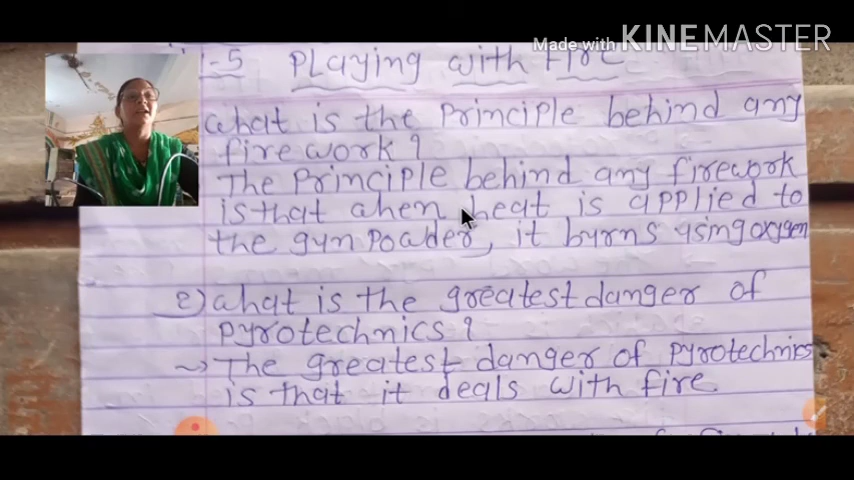 Made with KINEMASTER
-5 Playing with Fire
what is the Principle behind any
fire work ?
The Principle behind any firework
is that when heat is applied to
the gun powder, it burns using oxygen
2) what is the greatest danger of
pyrotechnics ?
~> The greatest danger of pyrotechnics
is that it deals with fire.